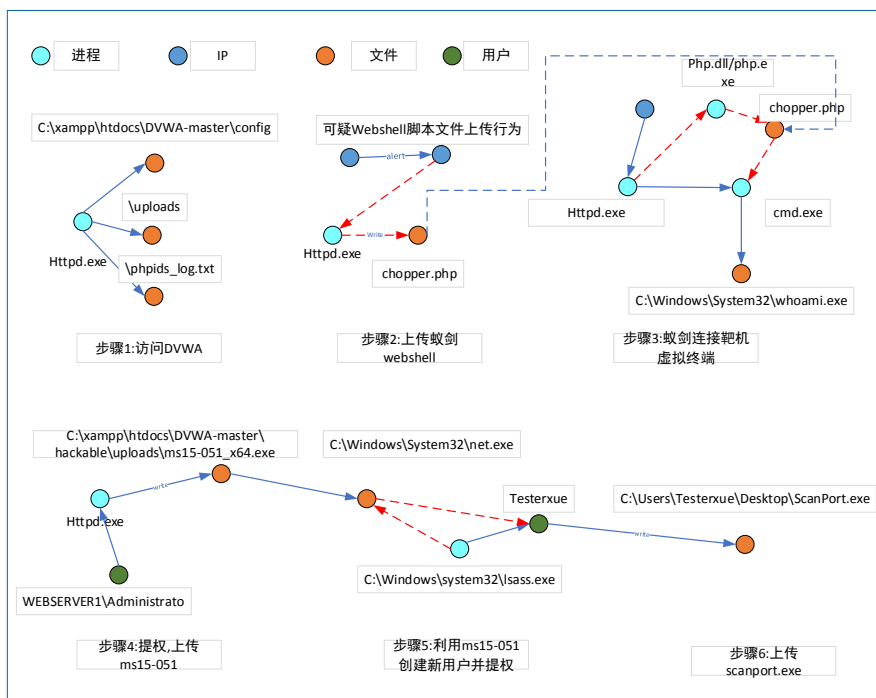 进程
IP
文件
用户
C:\xampp\htdocs\DVWA-master\config
\uploads
Httpd.exe
\phpids_log.txt
步骤1:访问DVWA
可疑Webshell脚本文件上传行为
alert
Httpd.exe
Write
chopper.php
步骤2:上传蚁剑
webshell
Php.dll/php.e
xe
chopper.php
Httpd.exe
cmd.exe
C:\Windows\System32\whoami.exe
步骤3:蚁剑连接靶机
虚拟终端
C:\xampp\htdocs\DVWA-master\
hackable\uploads\ms15-051_x64.exe
write
Httpd.exe
WEBSERVER1\Administrato
步骤4:提权,上传
ms15-051
C:\Windows\System32\net.exe
Testerxue
C:\Windows\system32\lsass.exe
步骤5:利用ms15-051
创建新用户并提权
C:\Users\Testerxue\Desktop\ScanPort.exe
write
步骤6:上传
scanport.exe